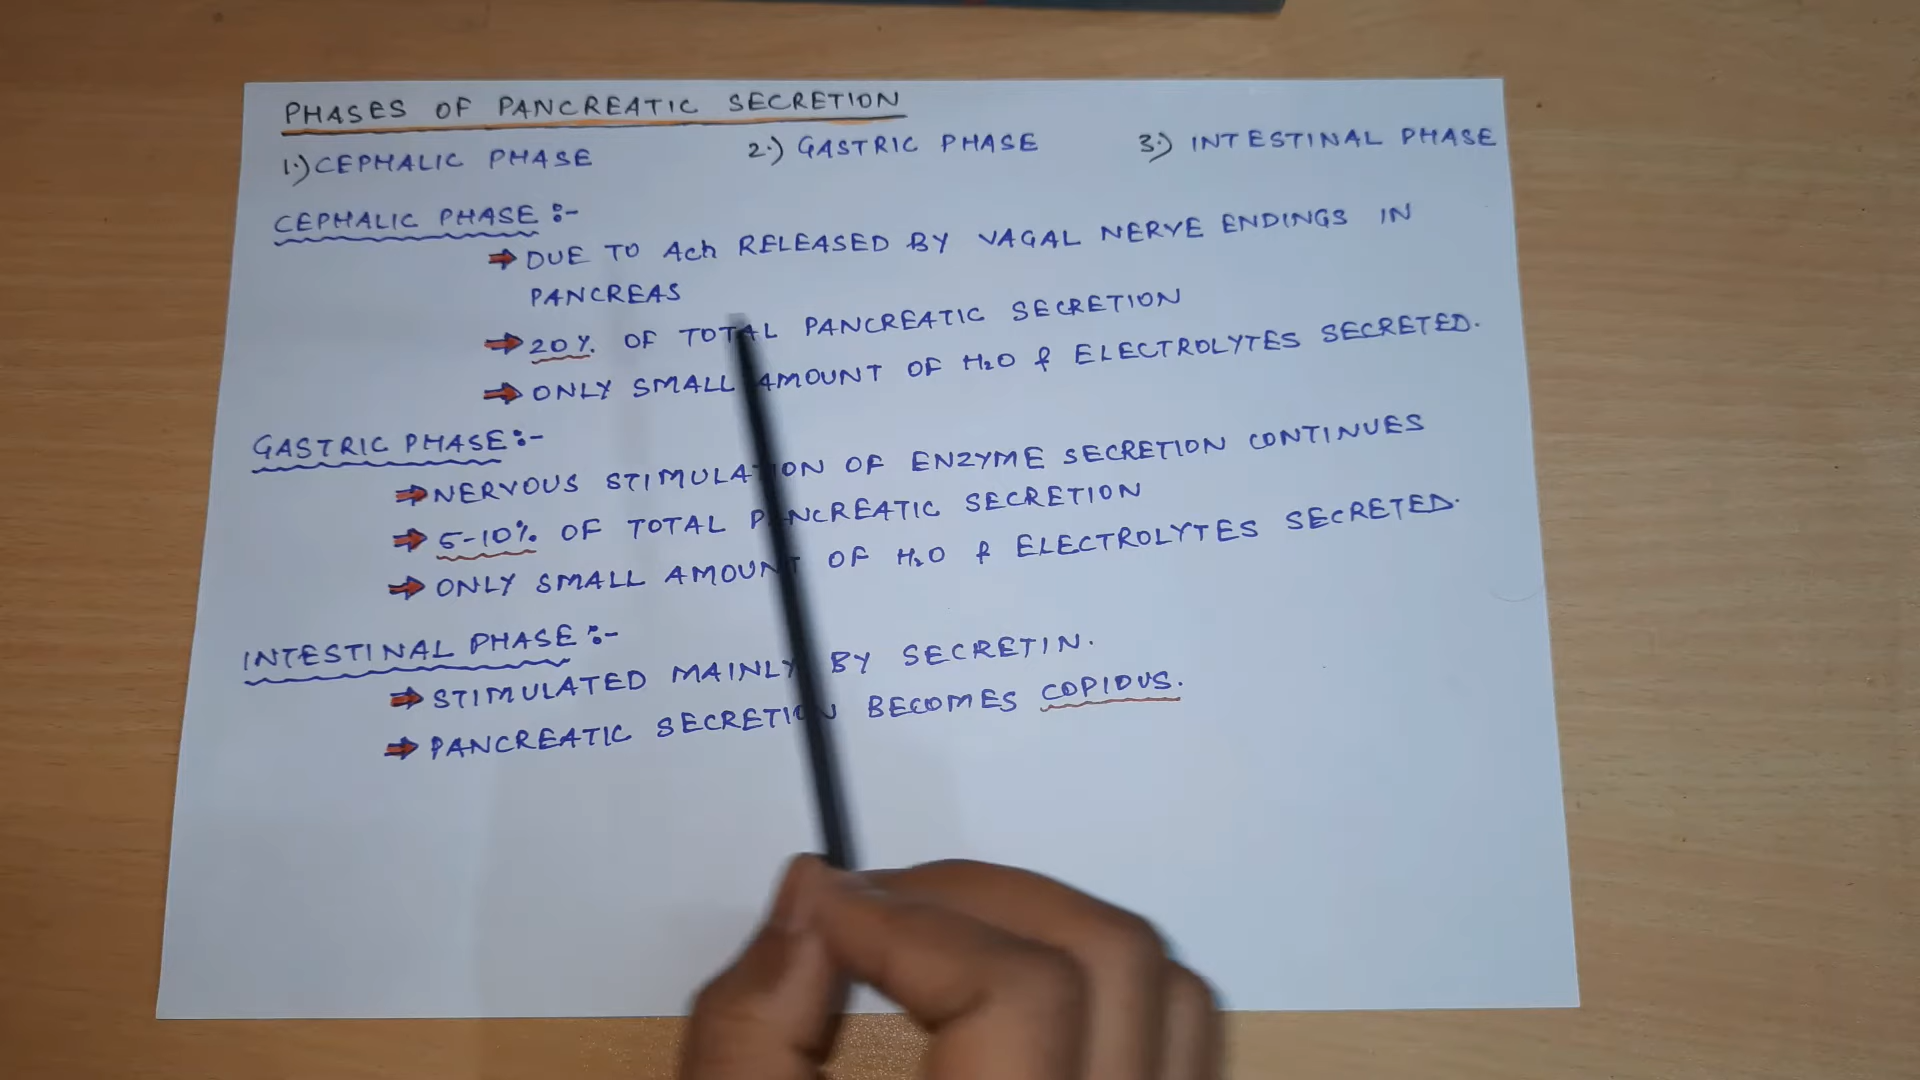 PHASES OF PANCREATIC SECRETION
1.) CEPHALIC PHASE 2.) GASTRIC PHASE 3.) INTESTINAL PHASE
CEPHALIC PHASE :-
⇒ DUE TO Ach RELEASED BY VAGAL NERVE ENDINGS IN
PANCREAS
⇒ 20% OF TOTAL PANCREATIC SECRETION
⇒ ONLY SMALL AMOUNT OF H₂O & ELECTROLYTES SECRETED.
GASTRIC PHASE :-
⇒ NERVOUS STIMULATION OF ENZYME SECRETION CONTINUES
⇒ 5-10% OF TOTAL PANCREATIC SECRETION
⇒ ONLY SMALL AMOUNT OF H₂O & ELECTROLYTES SECRETED.
INTESTINAL PHASE :-
⇒ STIMULATED MAINLY BY SECRETIN.
⇒ PANCREATIC SECRETION BECOMES COPIOUS.